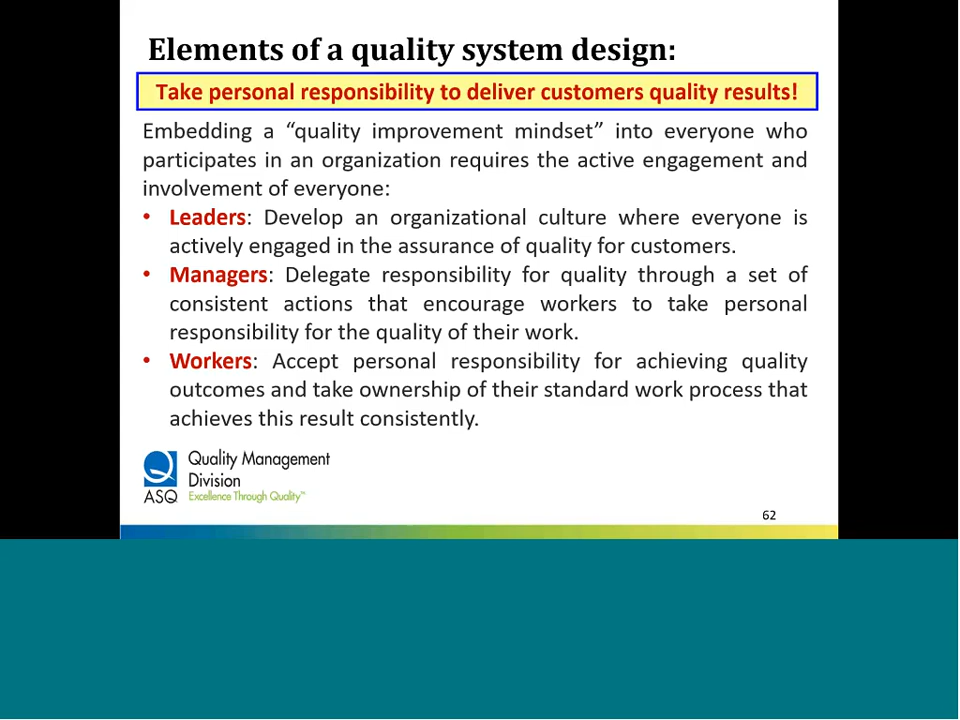 Elements of a quality system design:
Take personal responsibility to deliver customers quality results!
Embedding a “quality improvement mindset” into everyone who
participates in an organization requires the active engagement and
involvement of everyone:
• Leaders: Develop an organizational culture where everyone is
actively engaged in the assurance of quality for customers.
• Managers: Delegate responsibility for quality through a set of
consistent actions that encourage workers to take personal
responsibility for the quality of their work.
• Workers: Accept personal responsibility for achieving quality
outcomes and take ownership of their standard work process that
achieves this result consistently.
Quality Management
Division
ASQ Excellence Through Quality™
62